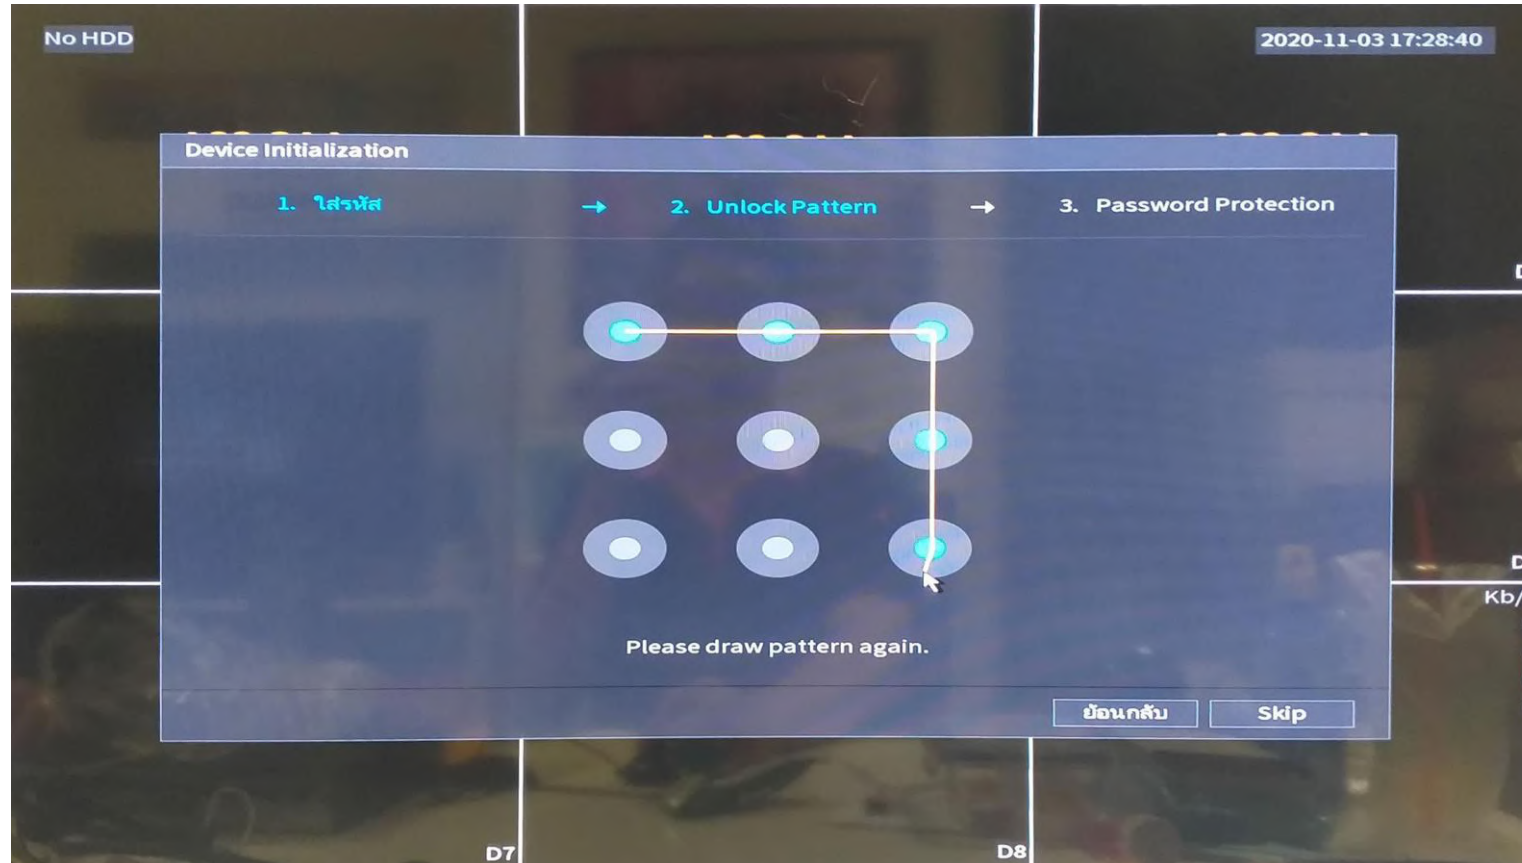 No HDD
2020-11-03 17:28:40
Device Initialization
1. ใส่รหัส → 2. Unlock Pattern → 3. Password Protection
Please draw pattern again.
Kb/
ย้อนกลับ Skip
D7 D8